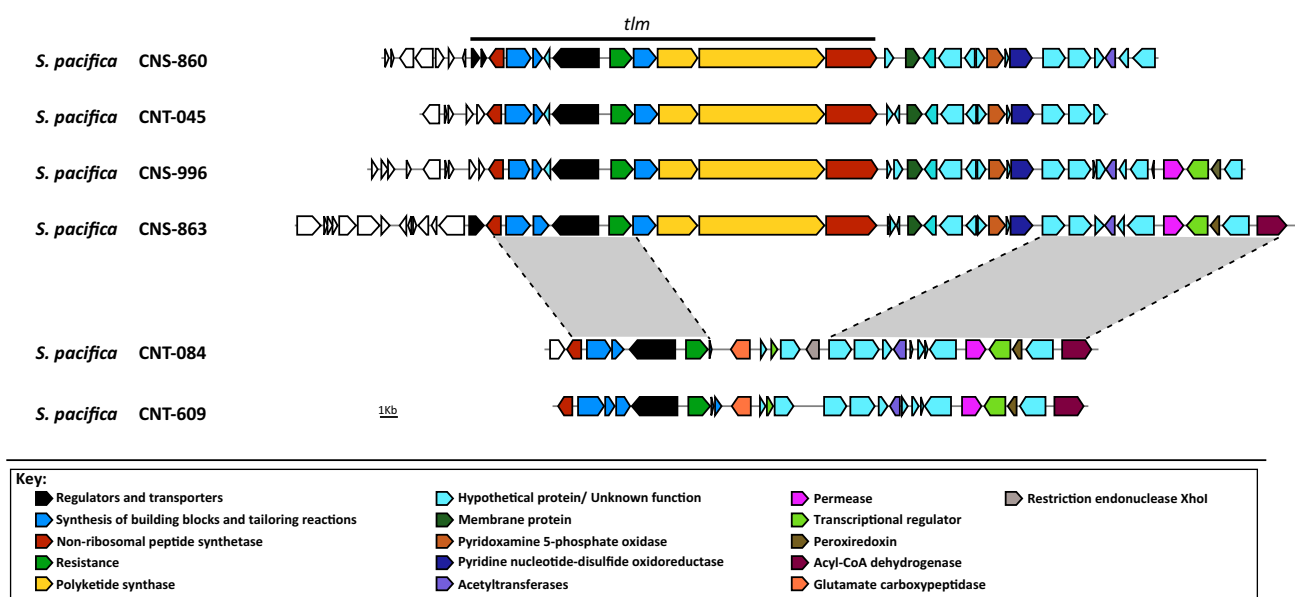 tlm
S. pacifica CNS-860
S. pacifica CNT-045
S. pacifica CNS-996
S. pacifica CNS-863
S. pacifica CNT-084
S. pacifica CNT-609
1Kb
Key:
Regulators and transporters
Synthesis of building blocks and tailoring reactions
Non-ribosomal peptide synthetase
Resistance
Polyketide synthase
Hypothetical protein/ Unknown function
Membrane protein
Pyridoxamine 5-phosphate oxidase
Pyridine nucleotide-disulfide oxidoreductase
Acetyltransferases
Permease
Transcriptional regulator
Peroxiredoxin
Acyl-CoA dehydrogenase
Glutamate carboxypeptidase
Restriction endonuclease XhoI